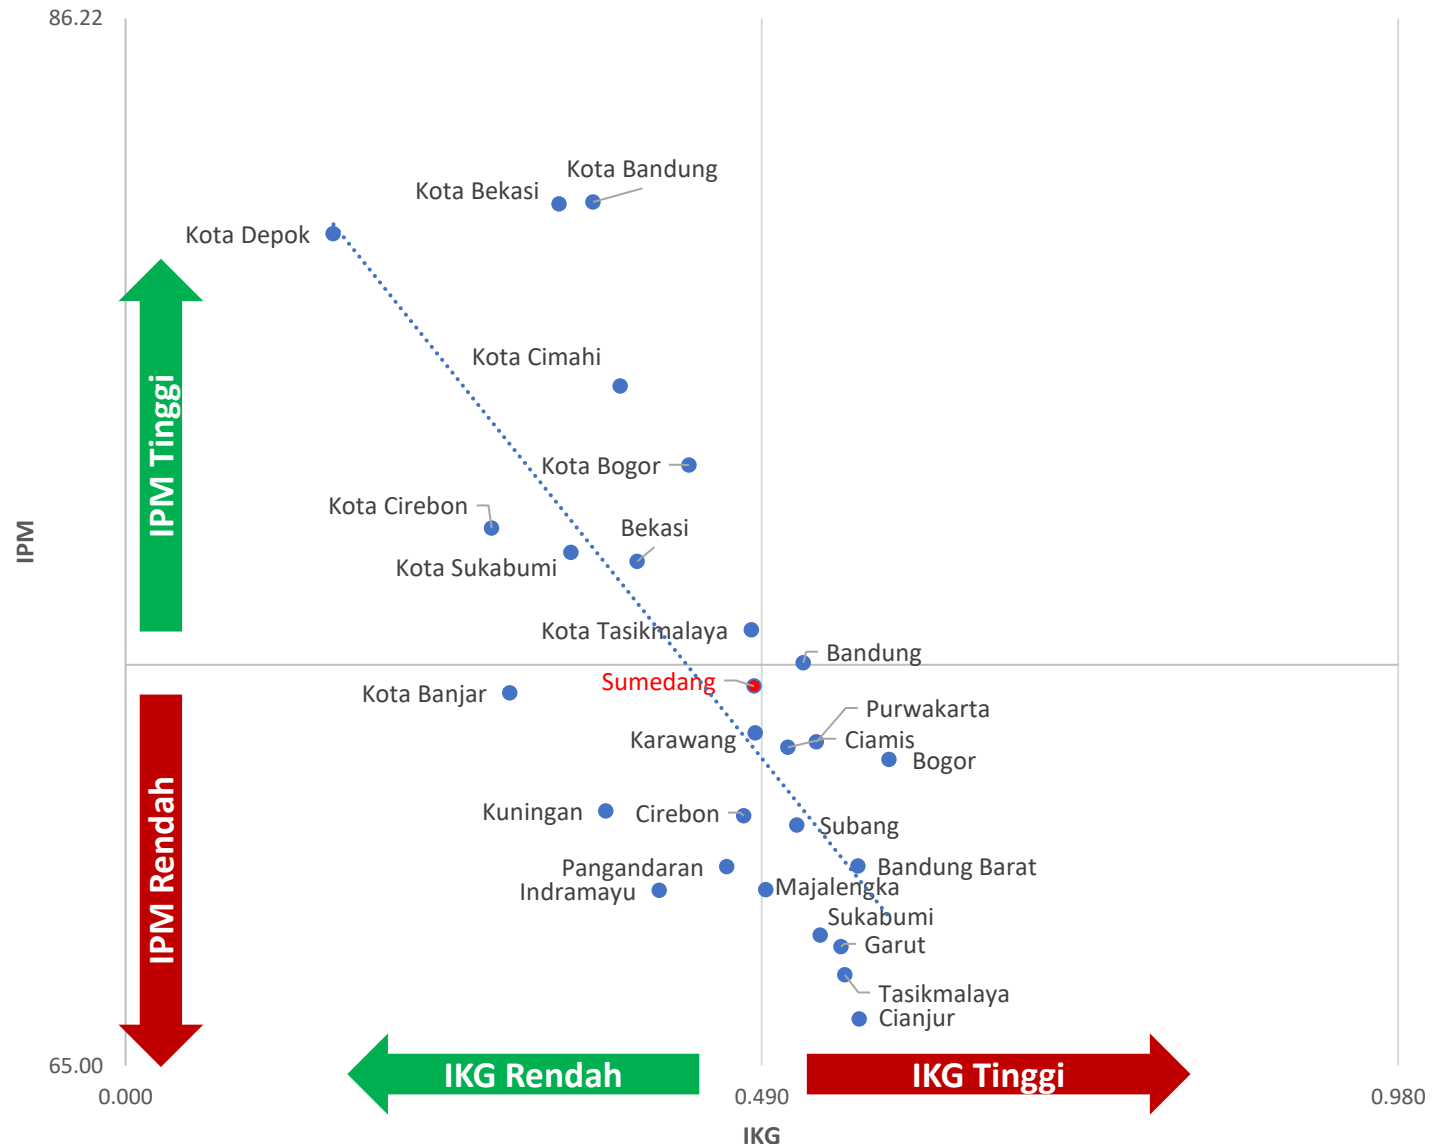 86.22
Kota Bandung
Kota Bekasi
Kota Depok
Kota Cimahi
IPM Tinggi
Kota Bogor
Kota Cirebon
Bekasi
IPM
Kota Sukabumi
Kota Tasikmalaya
Bandung
Sumedang
Kota Banjar
Purwakarta
Karawang
Ciamis
Bogor
Kuningan
Cirebon
Subang
IPM Rendah
Pangandaran
Bandung Barat
Indramayu
Majalengka
Sukabumi
Garut
Tasikmalaya
Cianjur
65.00
IKG Rendah
IKG Tinggi
0.000
0.490
0.980
IKG